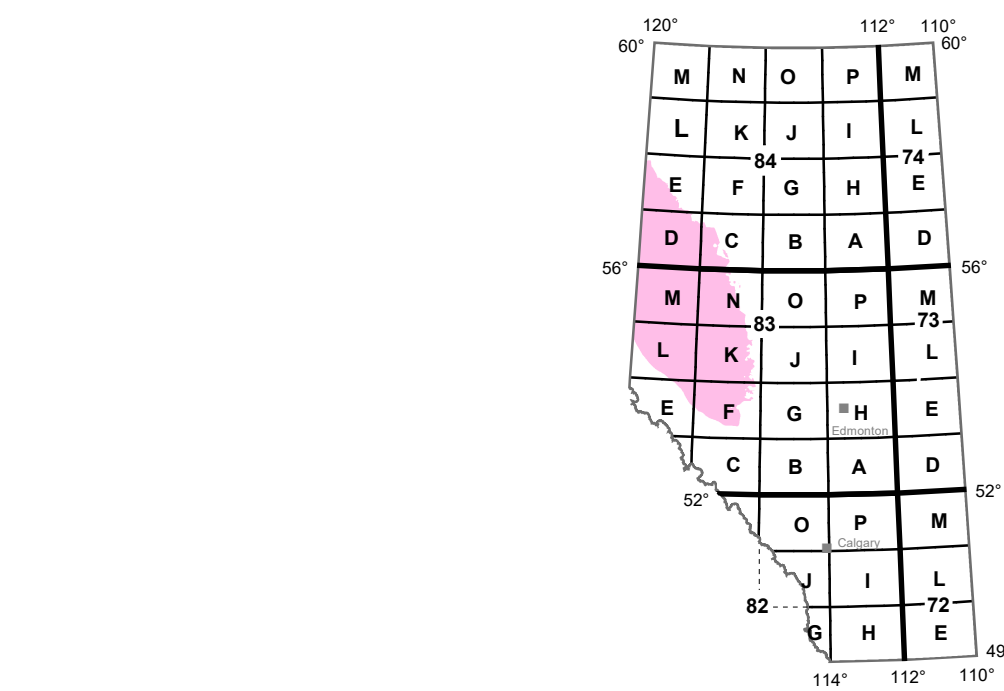 120° 112° 110°
60° 60°
M N O P M
L K J I L
84 74
E F G H E
D C B A D
56° 56°
M N O P M
83 73
L K J I L
E F G H E
Edmonton
C B A D
52° 52°
O P M
Calgary
J I L
82 72
G H E
49
114° 112° 110°